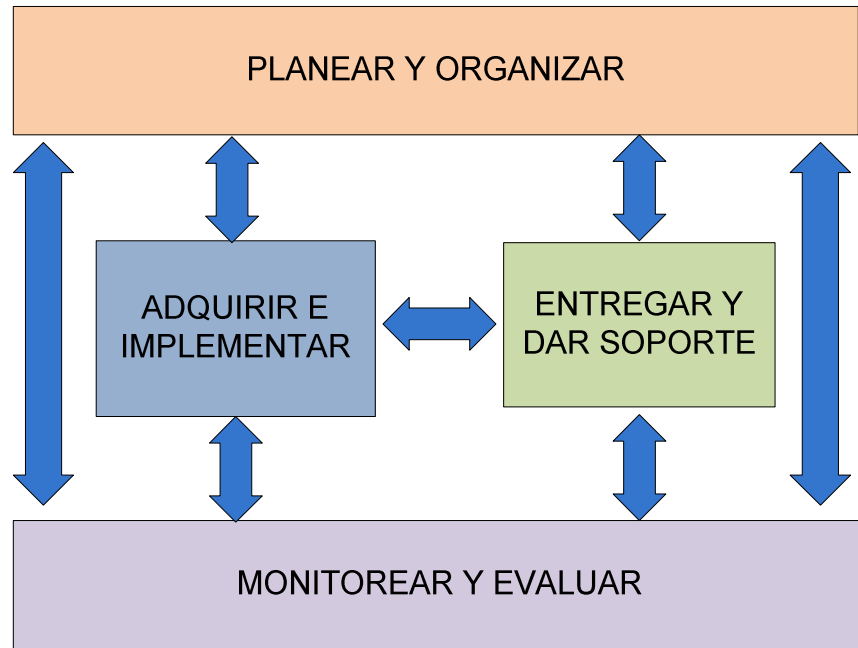 PLANEAR Y ORGANIZAR
ADQUIRIR E
IMPLEMENTAR
ENTREGAR Y
DAR SOPORTE
MONITOREAR Y EVALUAR